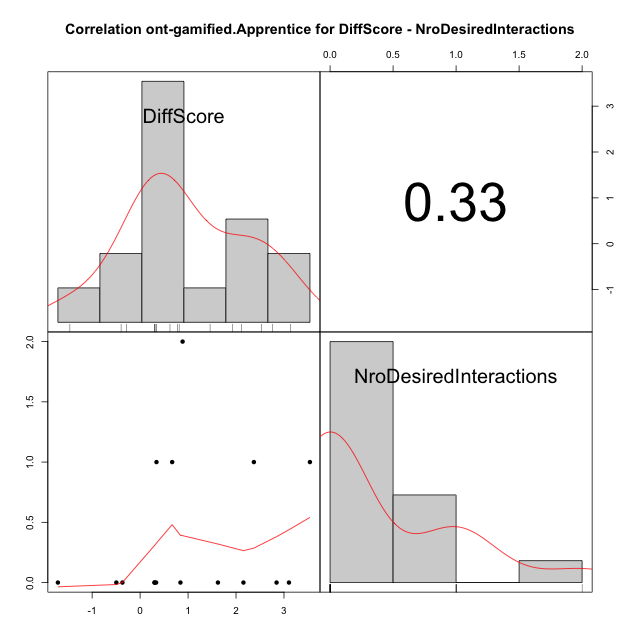 Correlation ont-gamified.Apprentice for DiffScore - NroDesiredInteractions
0.0 0.5 1.0 1.5 2.0
DiffScore
0.33
3
2
1
0
-1
NroDesiredInteractions
2.0
1.5
1.0
0.5
0.0
-1 0 1 2 3